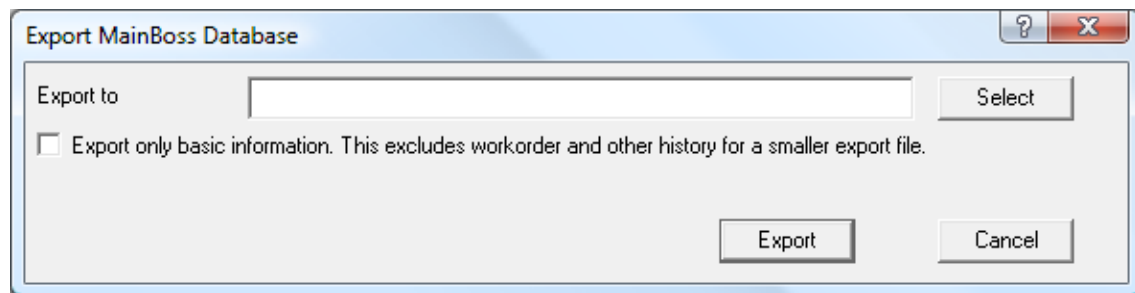 Export MainBoss Database
?
X
Export to
Select
Export only basic information. This excludes workorder and other history for a smaller export file.
Export
Cancel